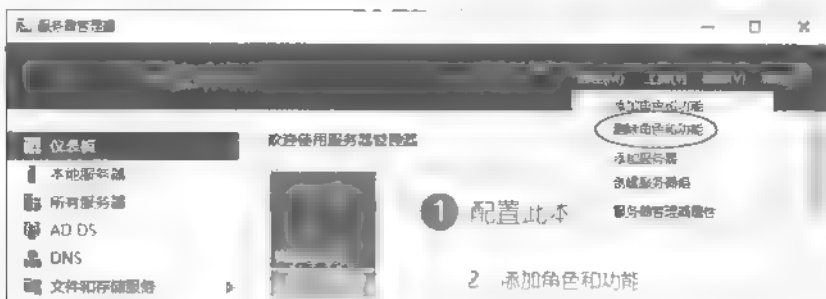 服务器管理器
添加角色和功能
删除角色和功能
添加服务器
创建服务器组
服务器管理器属性
仪表板
本地服务器
所有服务器
AD DS
DNS
文件和存储服务
欢迎使用服务器管理器
1 配置此本
2 添加角色和功能